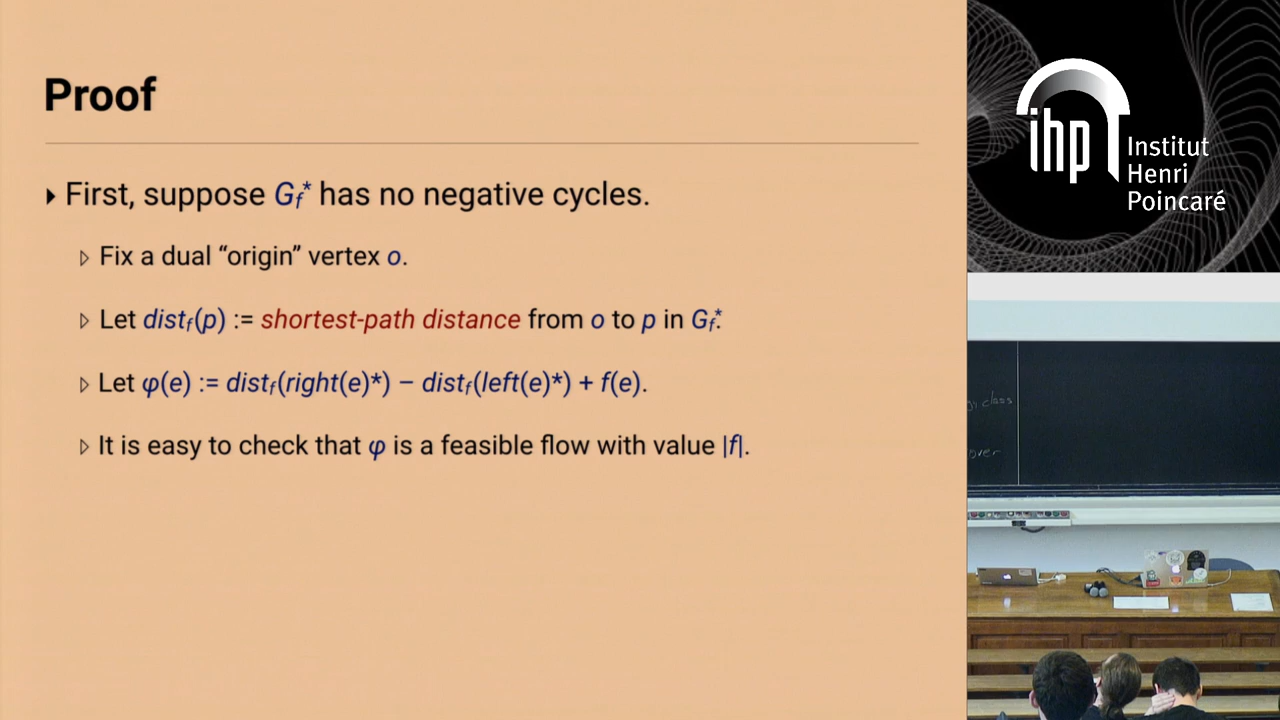 Proof
▸ First, suppose G_f* has no negative cycles.
▹ Fix a dual “origin” vertex o.
▹ Let dist_f(p) := shortest-path distance from o to p in G_f*.
▹ Let φ(e) := dist_f(right(e)*) − dist_f(left(e)*) + f(e).
▹ It is easy to check that φ is a feasible flow with value |f|.
ihp
Institut
Henri
Poincaré
class
over